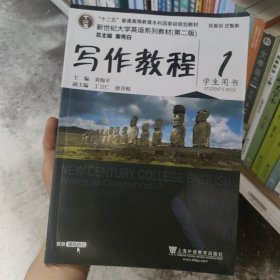 "十二五"普通高等教育本科国家级规划教材
新世纪大学英语系列教材(第二版)
总主编 秦秀白
写作教程 1
学生用书
STUDENT'S BOOK
NEW CENTURY COLLEGE ENGLISH
Writing as Communication
上海外语教育出版社